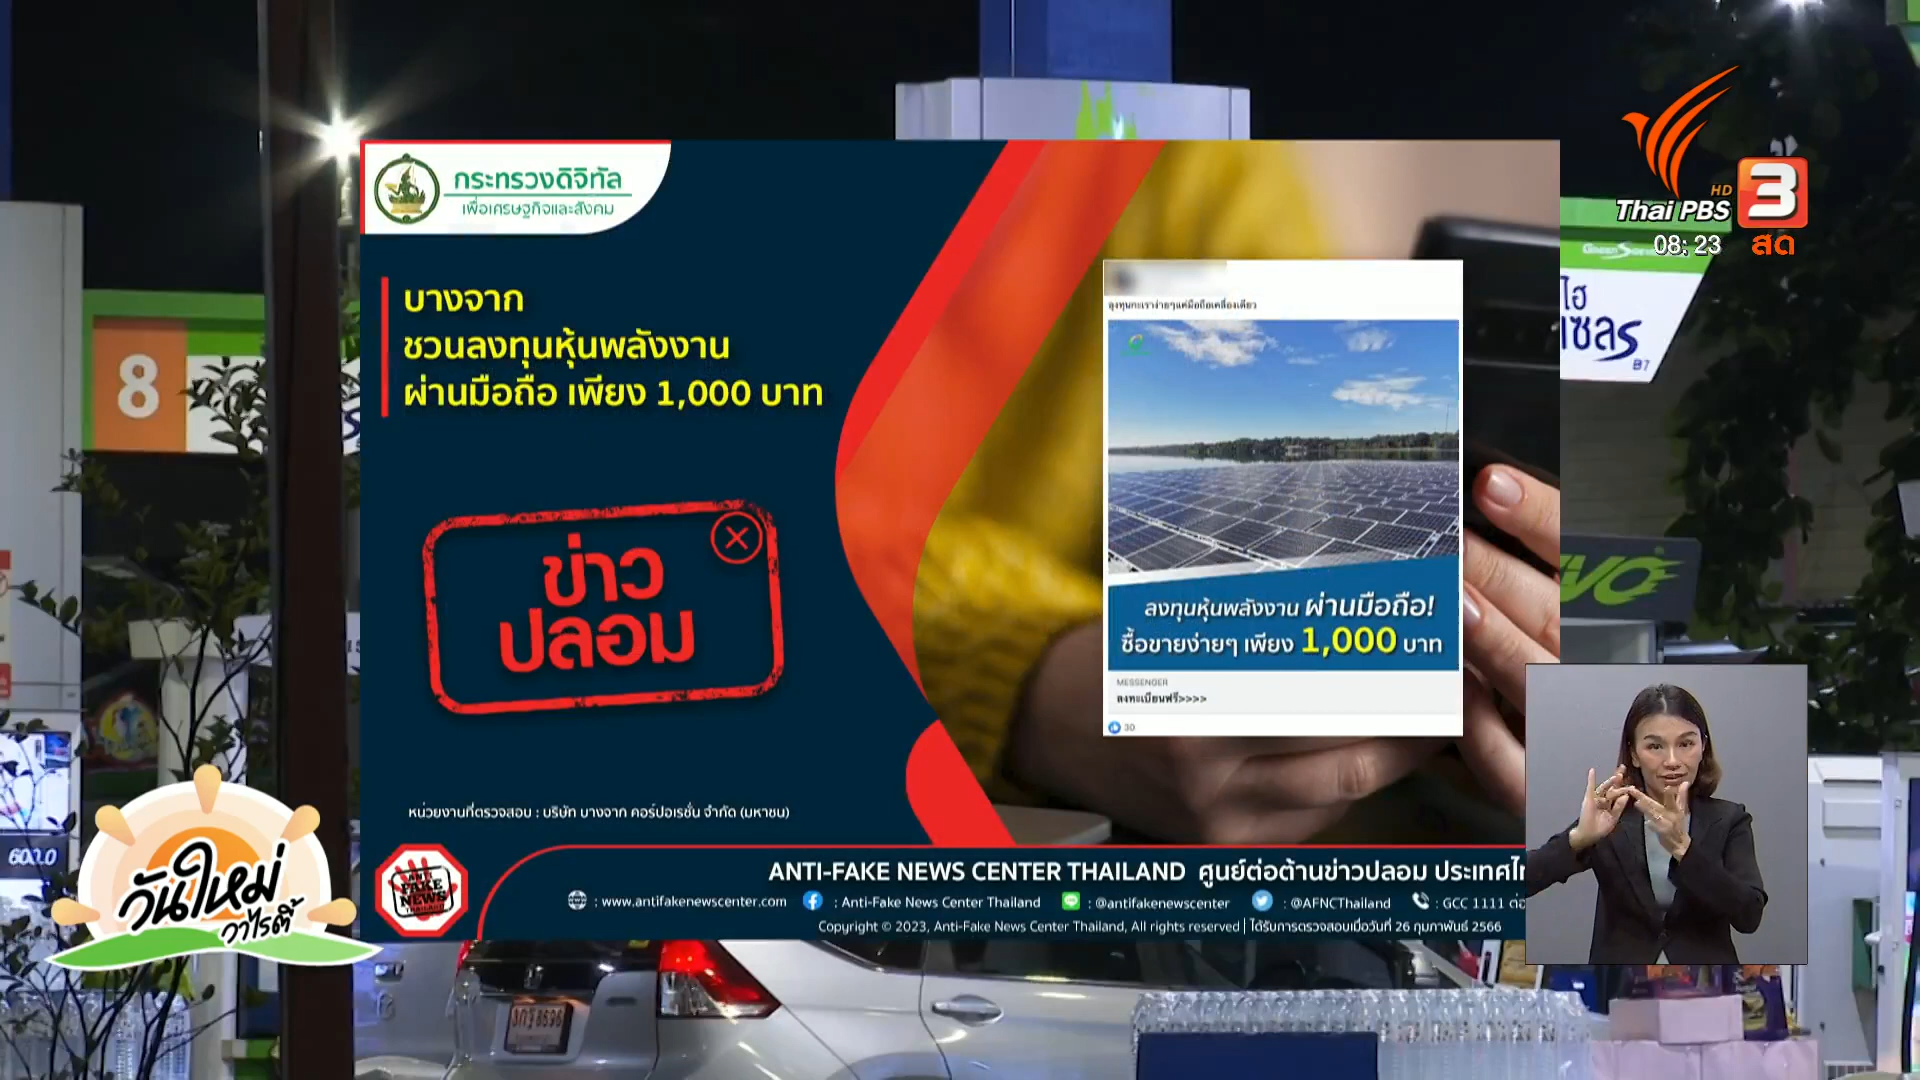 กระทรวงดิจิทัล
เพื่อเศรษฐกิจและสังคม
บางจาก
ชวนลงทุนหุ้นพลังงาน
ผ่านมือถือ เพียง 1,000 บาท
ข่าว
ปลอม
หน่วยงานที่ตรวจสอบ : บริษัท บางจาก คอร์ปอเรชั่น จำกัด (มหาชน)
ลงทุนหุ้นพลังงาน ผ่านมือถือ!
ซื้อขายง่ายๆ เพียง 1,000 บาท
MESSENGER
ลงทะเบียนฟรี>>>>
30
ANTI FAKE NEWS
ANTI-FAKE NEWS CENTER THAILAND ศูนย์ต่อต้านข่าวปลอม
: www.antifakenewscenter.com : Anti-Fake News Center Thailand : @antifakenewscenter : @AFNCThailand : GCC 1111
Copyright © 2023, Anti-Fake News Center Thailand, All rights reserved | ได้รับการตรวจสอบเมื่อวันที่ 26 กุมภาพันธ์ 2566
HD
Thai PBS 3
08:23 สด
B7
8
600.0
วันใหม่
วาไรตี้